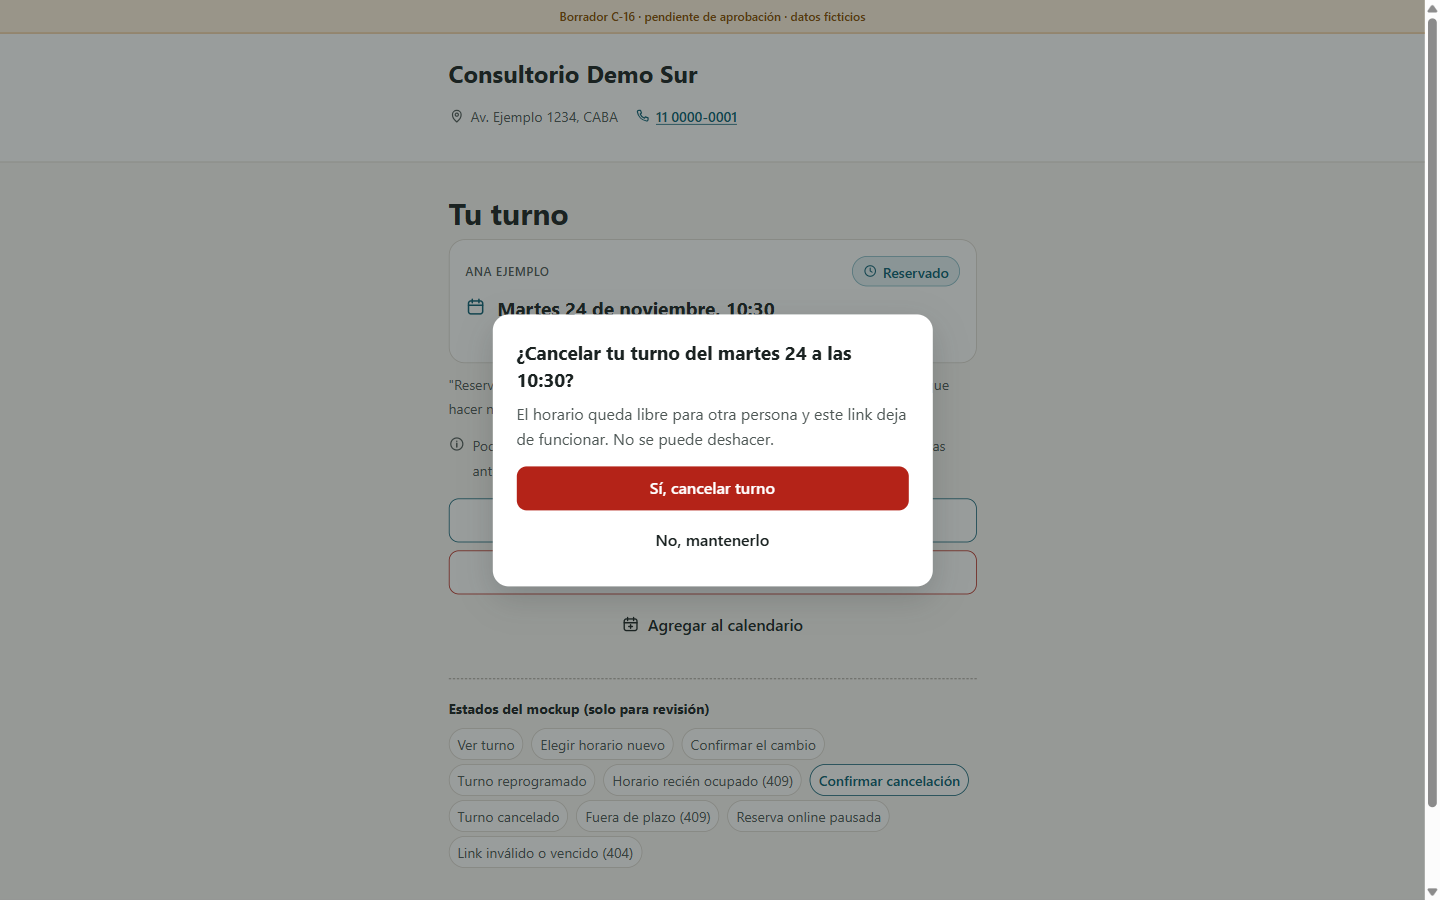 Borrador C-16 · pendiente de aprobación · datos ficticios
Consultorio Demo Sur
Av. Ejemplo 1234, CABA 11 0000-0001
Tu turno
ANA EJEMPLO
Reservado
Martes 24 de noviembre, 10:30
¿Cancelar tu turno del martes 24 a las
10:30?
El horario queda libre para otra persona y este link deja
de funcionar. No se puede deshacer.
Sí, cancelar turno
No, mantenerlo
hacer
Agregar al calendario
Estados del mockup (solo para revisión)
Ver turno Elegir horario nuevo Confirmar el cambio
Turno reprogramado Horario recién ocupado (409) Confirmar cancelación
Turno cancelado Fuera de plazo (409) Reserva online pausada
Link inválido o vencido (404)